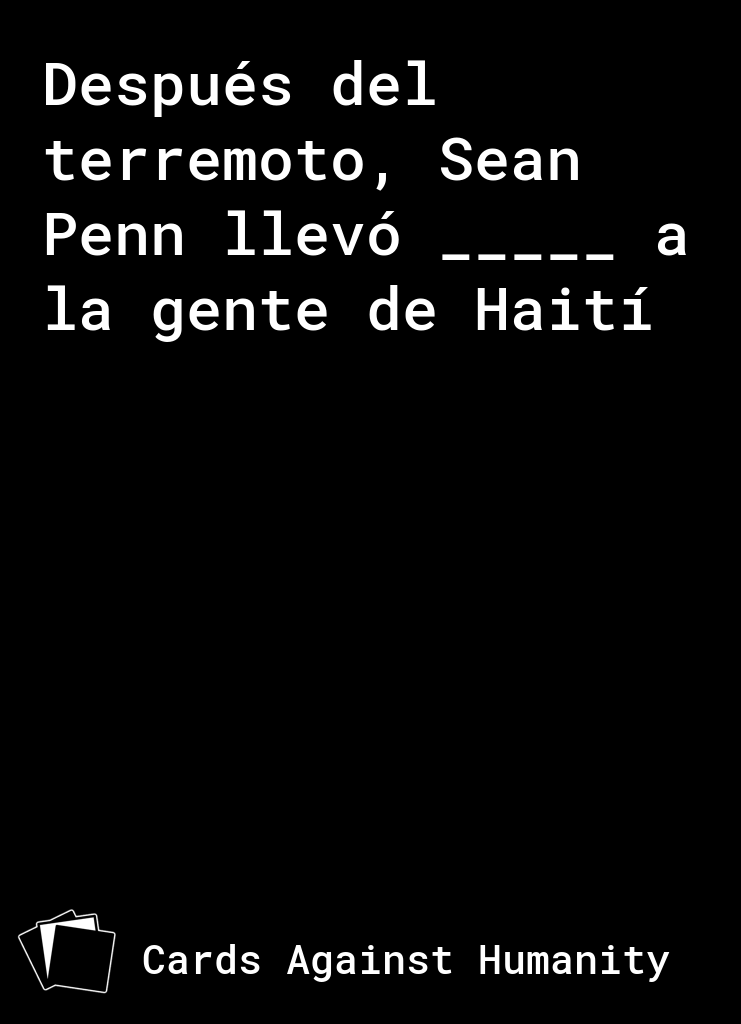 Después del
terremoto, Sean
Penn llevó _____ a
la gente de Haití
Cards Against Humanity